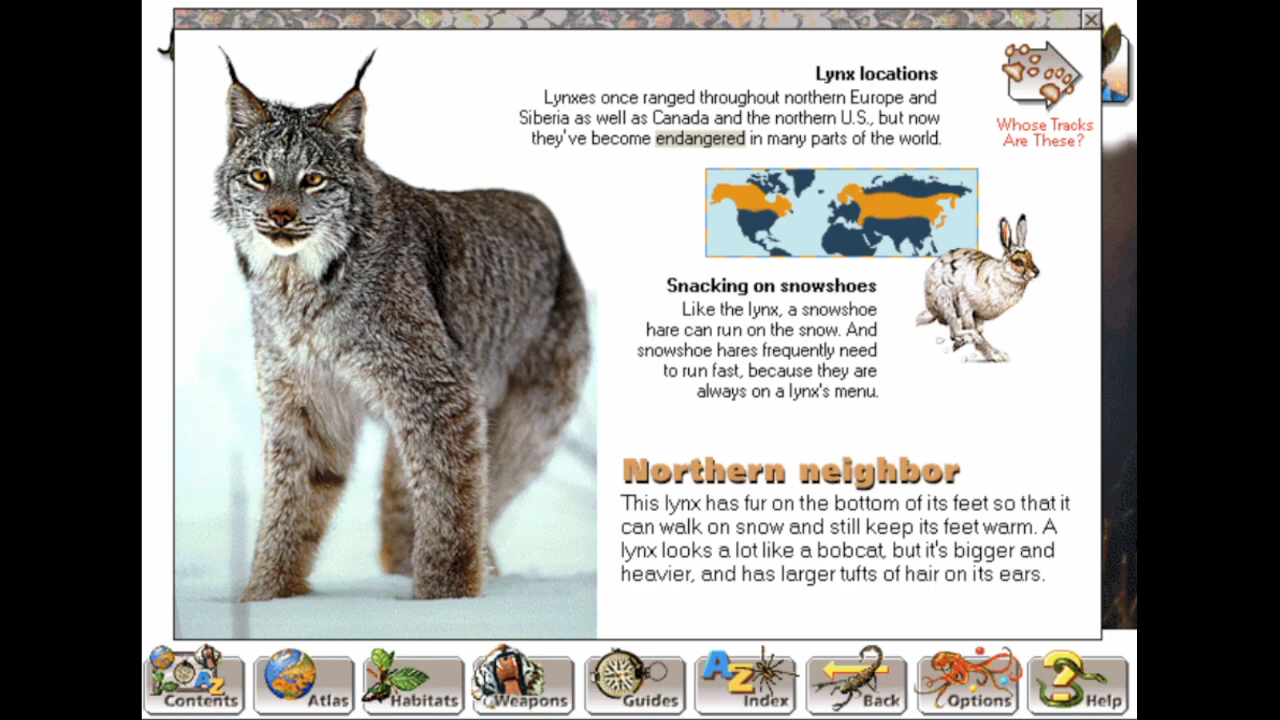 Lynx locations
Lynxes once ranged throughout northern Europe and
Siberia as well as Canada and the northern U.S., but now
they've become endangered in many parts of the world.
Whose Tracks
Are These?
Snacking on snowshoes
Like the lynx, a snowshoe
hare can run on the snow. And
snowshoe hares frequently need
to run fast, because they are
always on a lynx's menu.
Northern neighbor
This lynx has fur on the bottom of its feet so that it
can walk on snow and still keep its feet warm. A
lynx looks a lot like a bobcat, but it's bigger and
heavier, and has larger tufts of hair on its ears.
AZ
Contents
Atlas
Habitats
Weapons
Guides
AZ
Index
Back
Options
?
Help